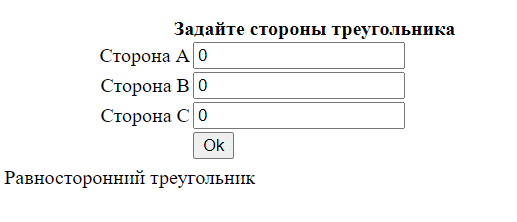 Задайте стороны треугольника
Сторона A 0
Сторона B 0
Сторона C 0
Ok
Равносторонний треугольник